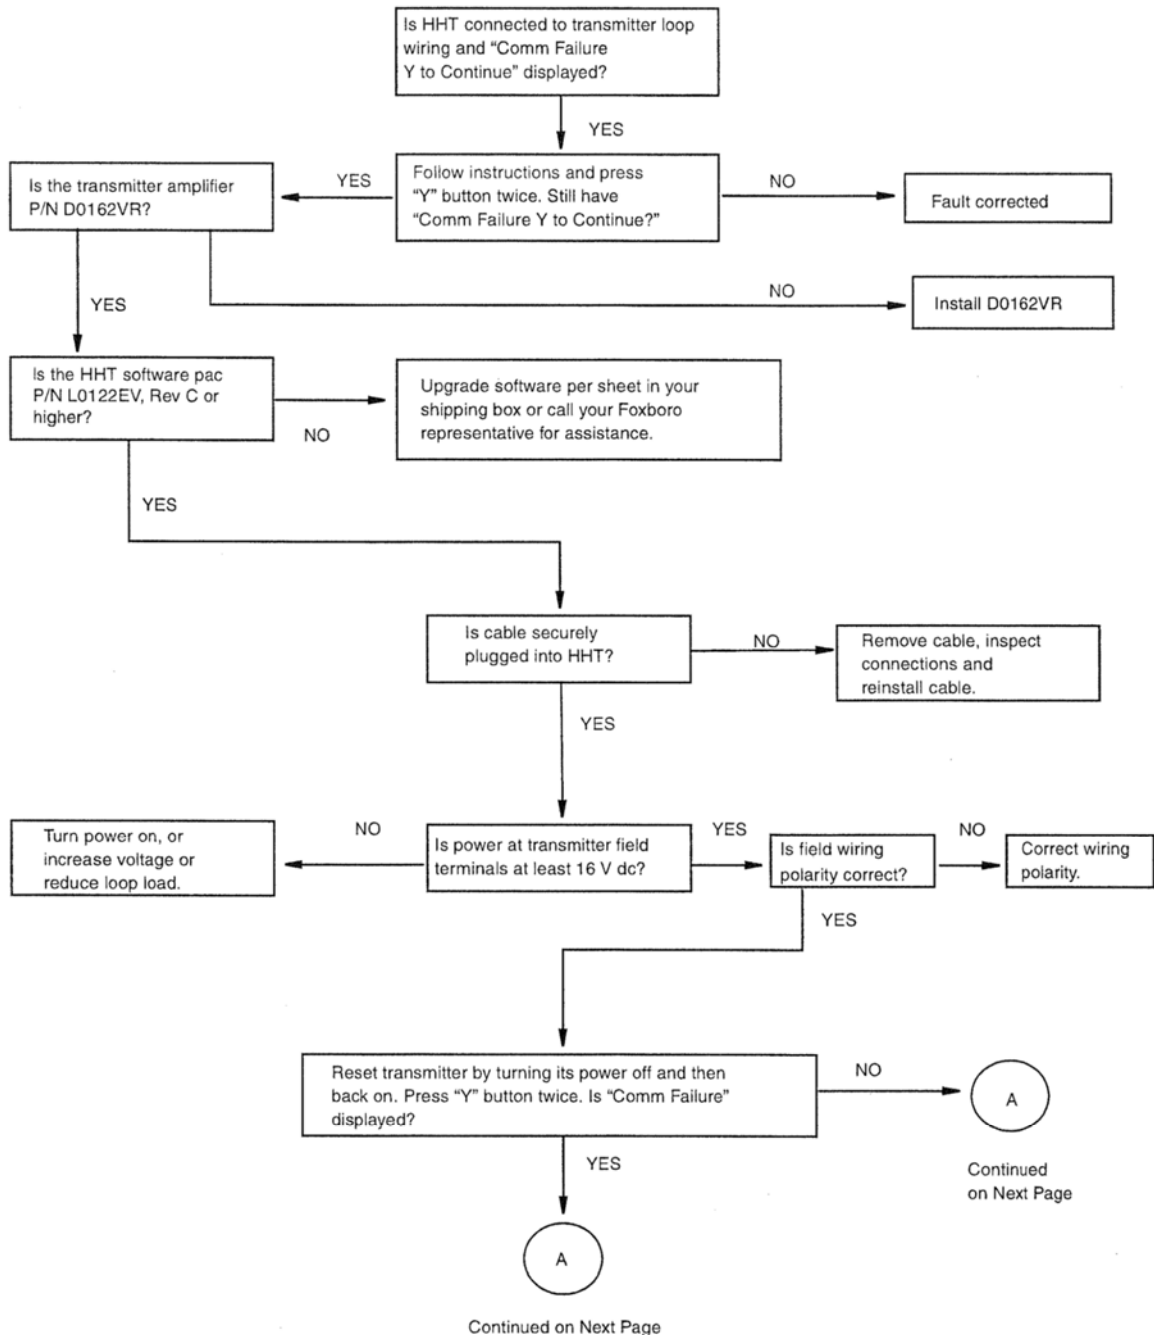 Is HHT connected to transmitter loop
wiring and “Comm Failure
Y to Continue” displayed?
YES
Follow instructions and press
“Y” button twice. Still have
“Comm Failure Y to Continue?”
YES
NO
Is the transmitter amplifier
P/N D0162VR?
Fault corrected
YES
NO
Install D0162VR
Is the HHT software pac
P/N L0122EV, Rev C or
higher?
NO
Upgrade software per sheet in your
shipping box or call your Foxboro
representative for assistance.
YES
Is cable securely
plugged into HHT?
NO
Remove cable, inspect
connections and
reinstall cable.
YES
Turn power on, or
increase voltage or
reduce loop load.
NO
Is power at transmitter field
terminals at least 16 V dc?
YES
Is field wiring
polarity correct?
NO
Correct wiring
polarity.
YES
Reset transmitter by turning its power off and then
back on. Press “Y” button twice. Is “Comm Failure”
displayed?
NO
A
Continued
on Next Page
YES
A
Continued on Next Page